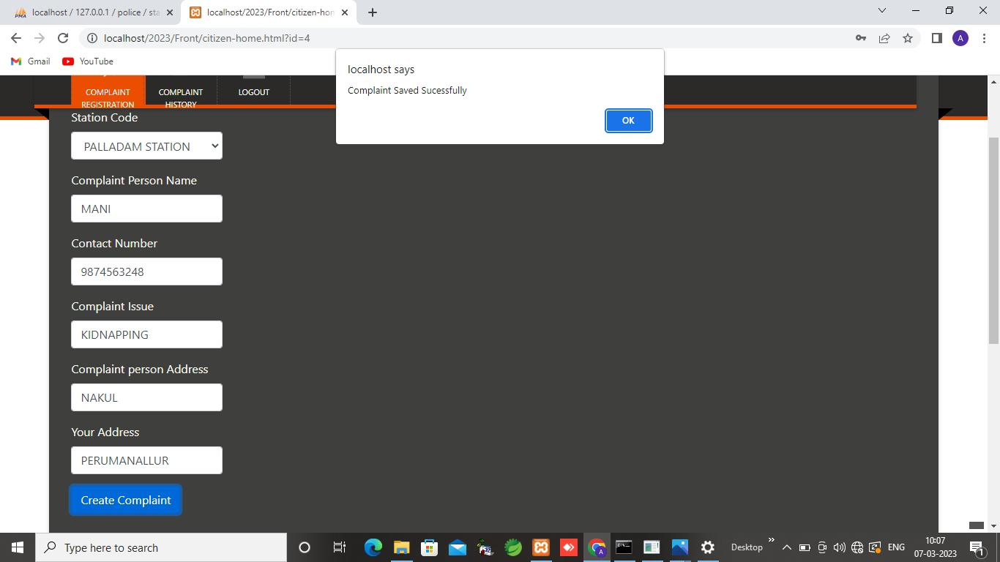 localhost / 127.0.0.1 / police / sta
localhost/2023/Front/citizen-hom
localhost/2023/Front/citizen-home.html?id=4
A
Gmail
YouTube
localhost says
Complaint Saved Sucessfully
OK
COMPLAINT
REGISTRATION
COMPLAINT
HISTORY
LOGOUT
Station Code
PALLADAM STATION
Complaint Person Name
MANI
Contact Number
9874563248
Complaint Issue
KIDNAPPING
Complaint person Address
NAKUL
Your Address
PERUMANALLUR
Create Complaint
Type here to search
Desktop
ENG
10:07
07-03-2023
1